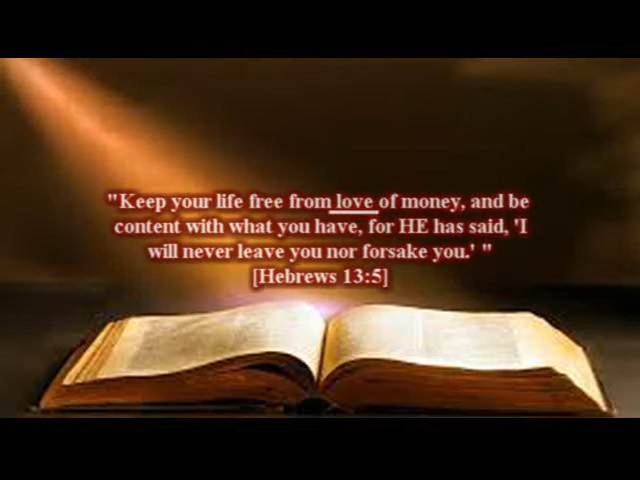 "Keep your life free from love of money, and be
content with what you have, for HE has said, 'I
will never leave you nor forsake you.' "
[Hebrews 13:5]